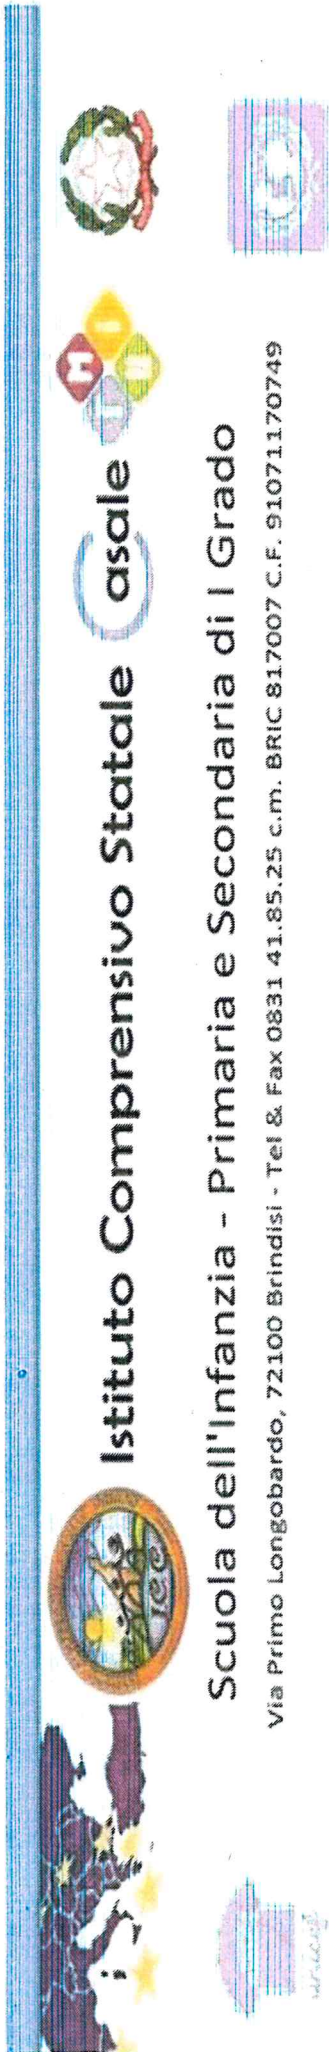 Istituto Comprensivo Statale Casale
M I U R
Scuola dell'Infanzia - Primaria e Secondaria di I Grado
Via Primo Longobardo, 72100 Brindisi - Tel & Fax 0831 41.85.25 c.m. BRIC 817007 C.F. 91071170749